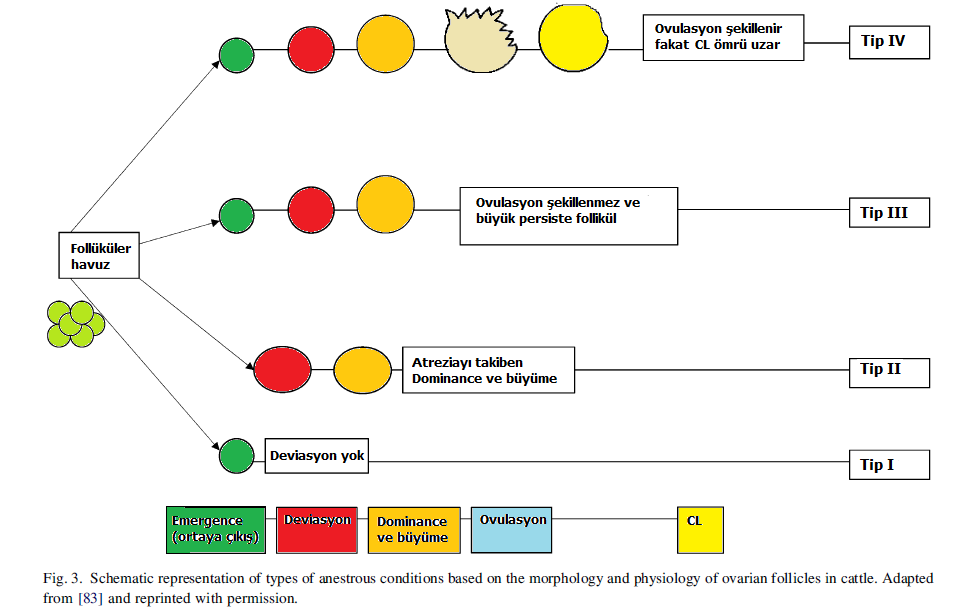 Ovulasyon şekillenir
fakat CL ömrü uzar
Tip IV
Ovulasyon şekillenmez ve
büyük persiste follikül
Tip III
Follüküler
havuz
Atreziayı takiben
Dominance ve büyüme
Tip II
Deviasyon yok
Tip I
Emergence
(ortaya çıkış)
Deviasyon
Dominance
ve büyüme
Ovulasyon
CL
Fig. 3. Schematic representation of types of anestrous conditions based on the morphology and physiology of ovarian follicles in cattle. Adapted
from [83] and reprinted with permission.